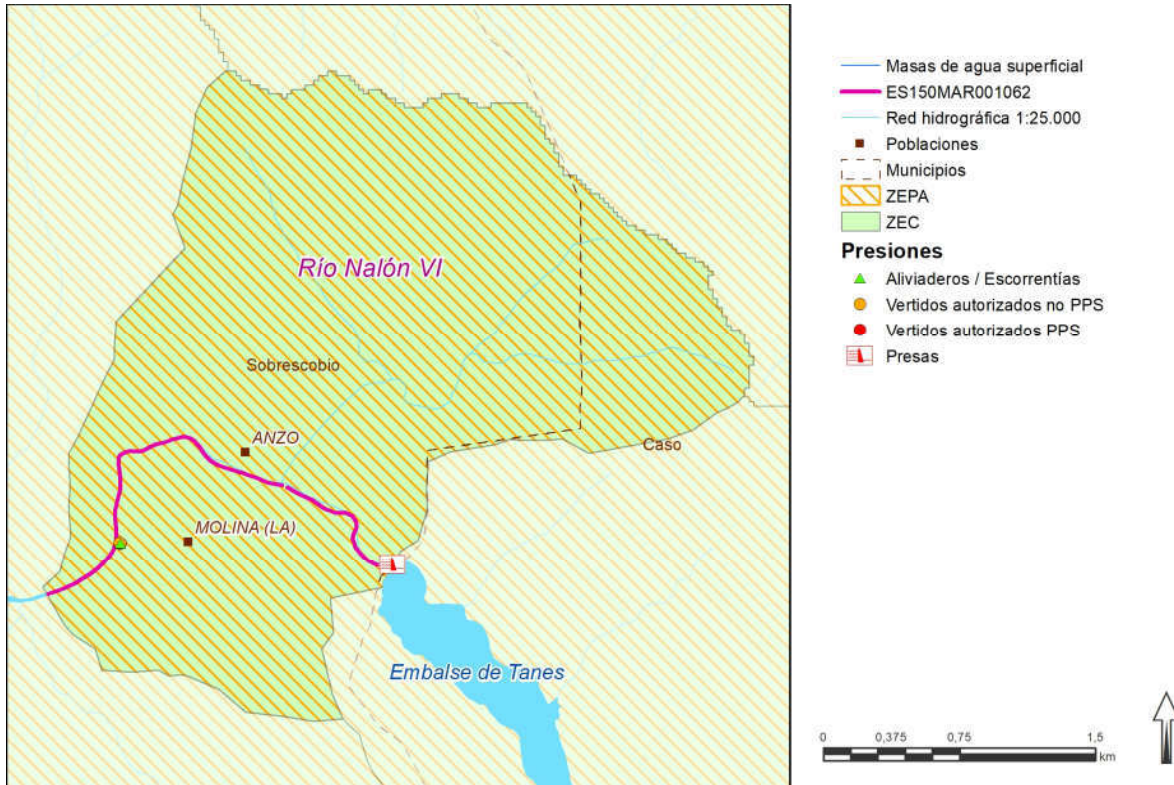 Río Nalón VI
Sobrescobio
ANZO
Caso
MOLINA (LA)
Embalse de Tanes
Masas de agua superficial
ES150MAR001062
Red hidrográfica 1:25.000
Poblaciones
Municipios
ZEPA
ZEC
Presiones
Aliviaderos / Escorrentías
Vertidos autorizados no PPS
Vertidos autorizados PPS
Presas
0 0,375 0,75 1,5
km